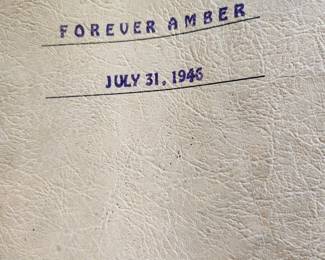 FOREVER AMBER
JULY 31, 1946